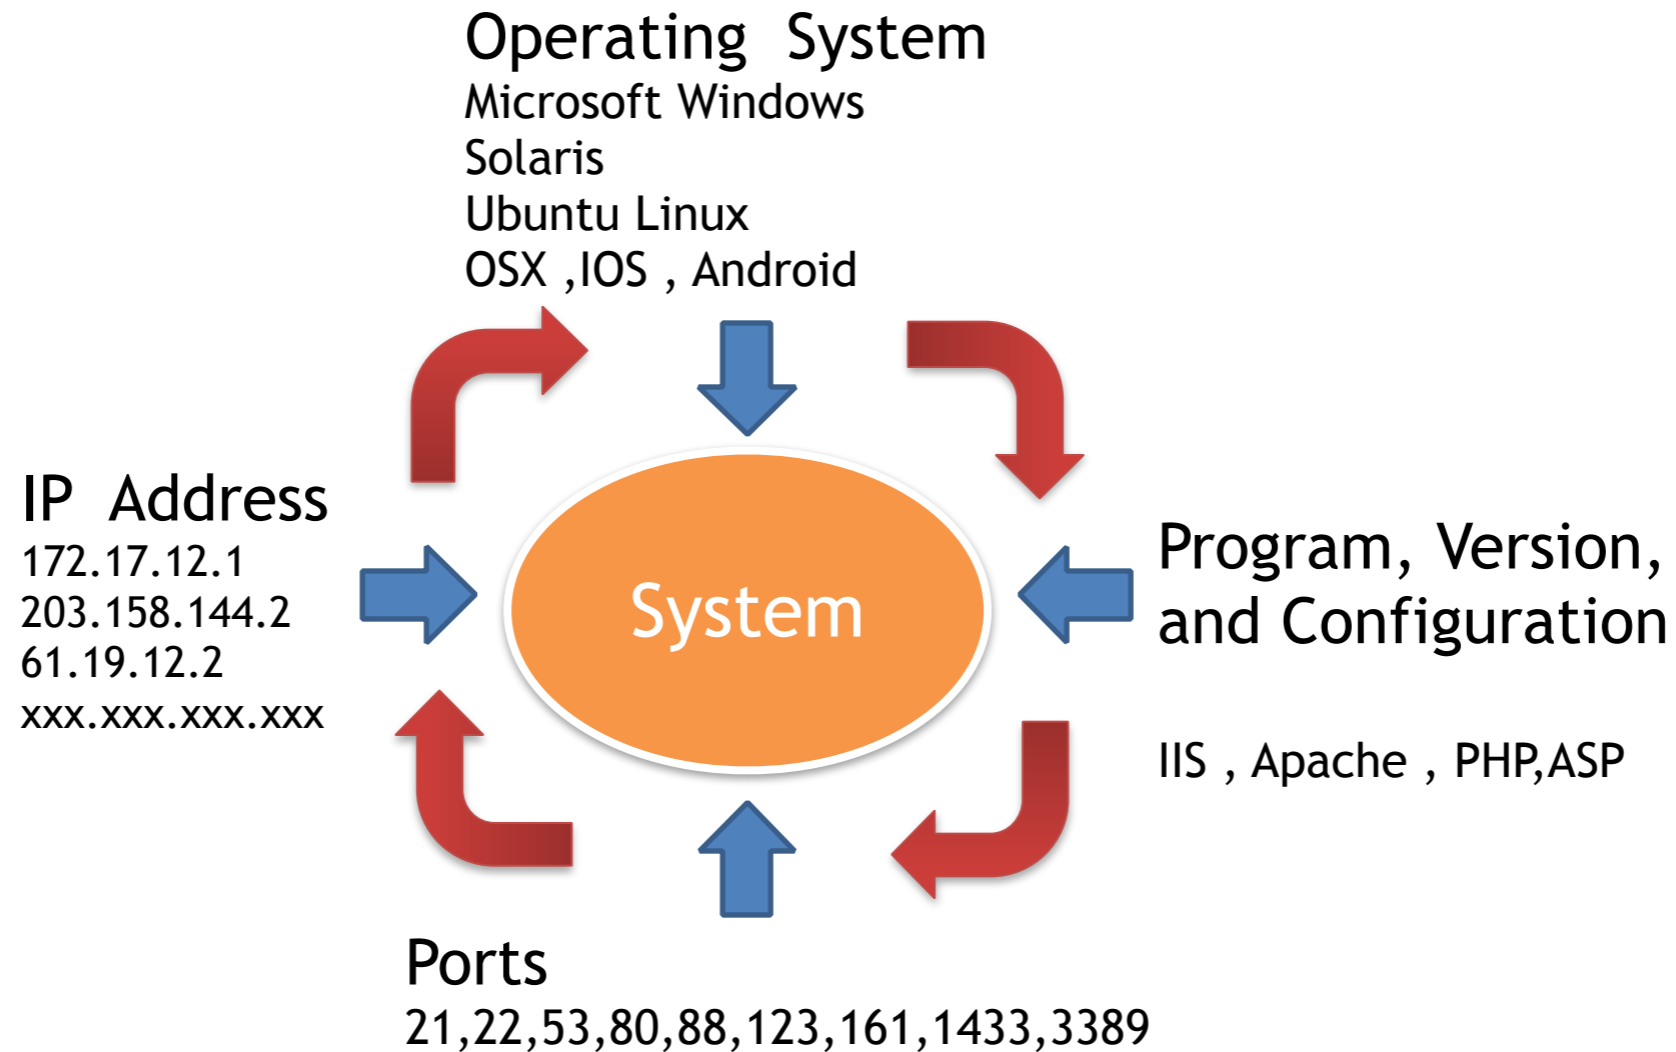 Operating System
Microsoft Windows
Solaris
Ubuntu Linux
OSX ,IOS , Android
IP Address
172.17.12.1
203.158.144.2
61.19.12.2
xxx.xxx.xxx.xxx
System
Program, Version,
and Configuration
IIS , Apache , PHP,ASP
Ports
21,22,53,80,88,123,161,1433,3389